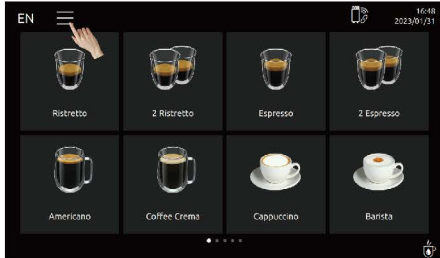 EN
16:48
2023/01/31
Ristretto
2 Ristretto
Espresso
2 Espresso
Americano
Coffee Crema
Cappuccino
Barista